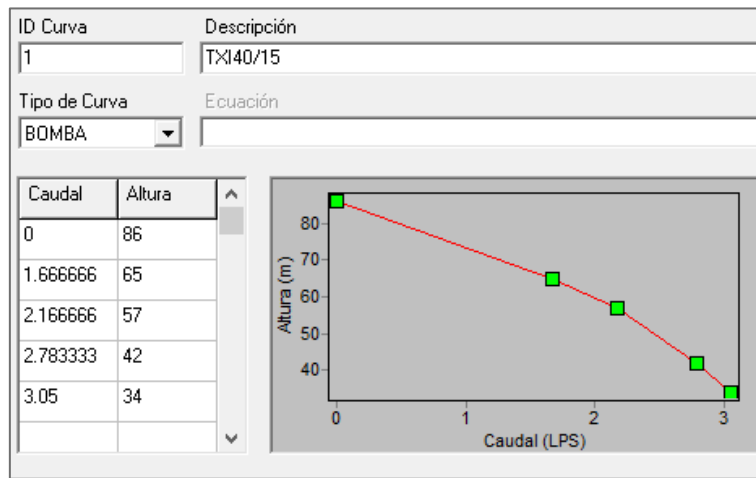 ID Curva Descripción
1 TXI40/15
Tipo de Curva Ecuación
BOMBA
Caudal Altura
0 86
1.666666 65
2.166666 57
2.783333 42
3.05 34
Altura (m)
80
70
60
50
40
0 1 2 3
Caudal (LPS)